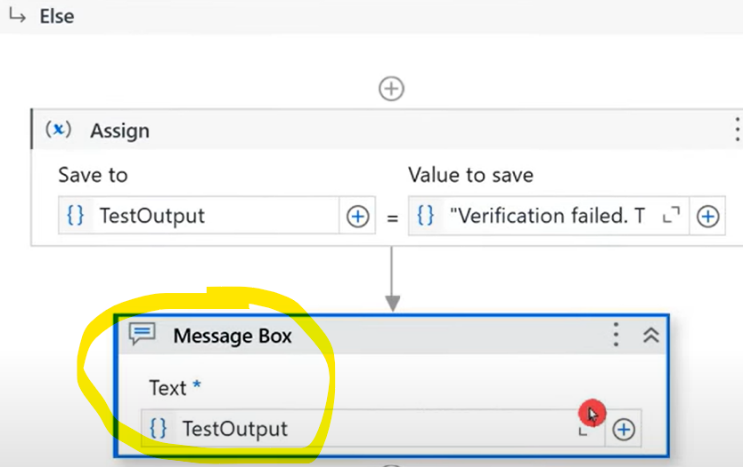 Else
(x) Assign
Save to Value to save
{} TestOutput = {} "Verification failed. T
Message Box
Text *
{} TestOutput